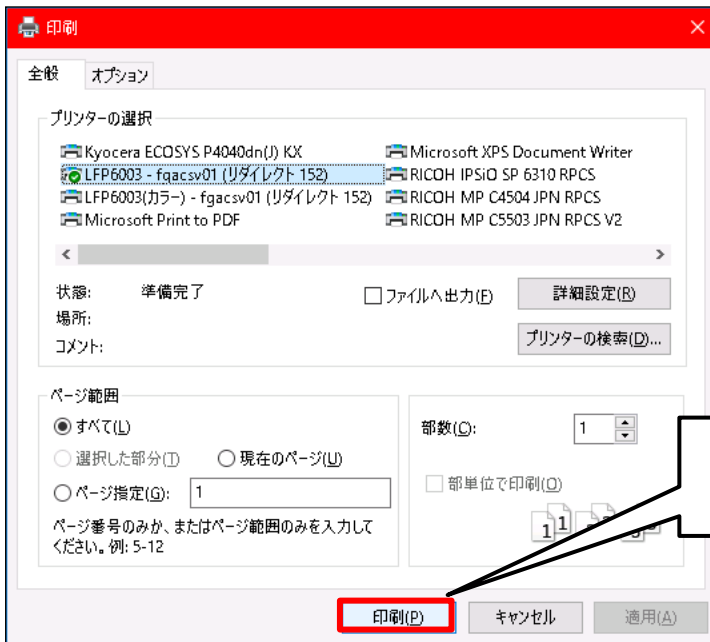 印刷
全般 オプション
プリンターの選択
Kyocera ECOSYS P4040dn(J) KX Microsoft XPS Document Writer
LFP6003 - fqacsv01 (リダイレクト 152) RICOH IPSiO SP 6310 RPCS
LFP6003(カラー) - fqacsv01 (リダイレクト 152) RICOH MP C4504 JPN RPCS
Microsoft Print to PDF RICOH MP C5503 JPN RPCS V2
状態: 準備完了 ファイルへ出力(F) 詳細設定(R)
場所:
コメント: プリンターの検索(D)...
ページ範囲
すべて(L) 部数(C): 1
選択した部分(T) 現在のページ(U)
ページ指定(G): 1 部単位で印刷(O)
ページ番号のみか、またはページ範囲のみを入力して
ください。例: 5-12
1 1
印刷(P) キャンセル 適用(A)